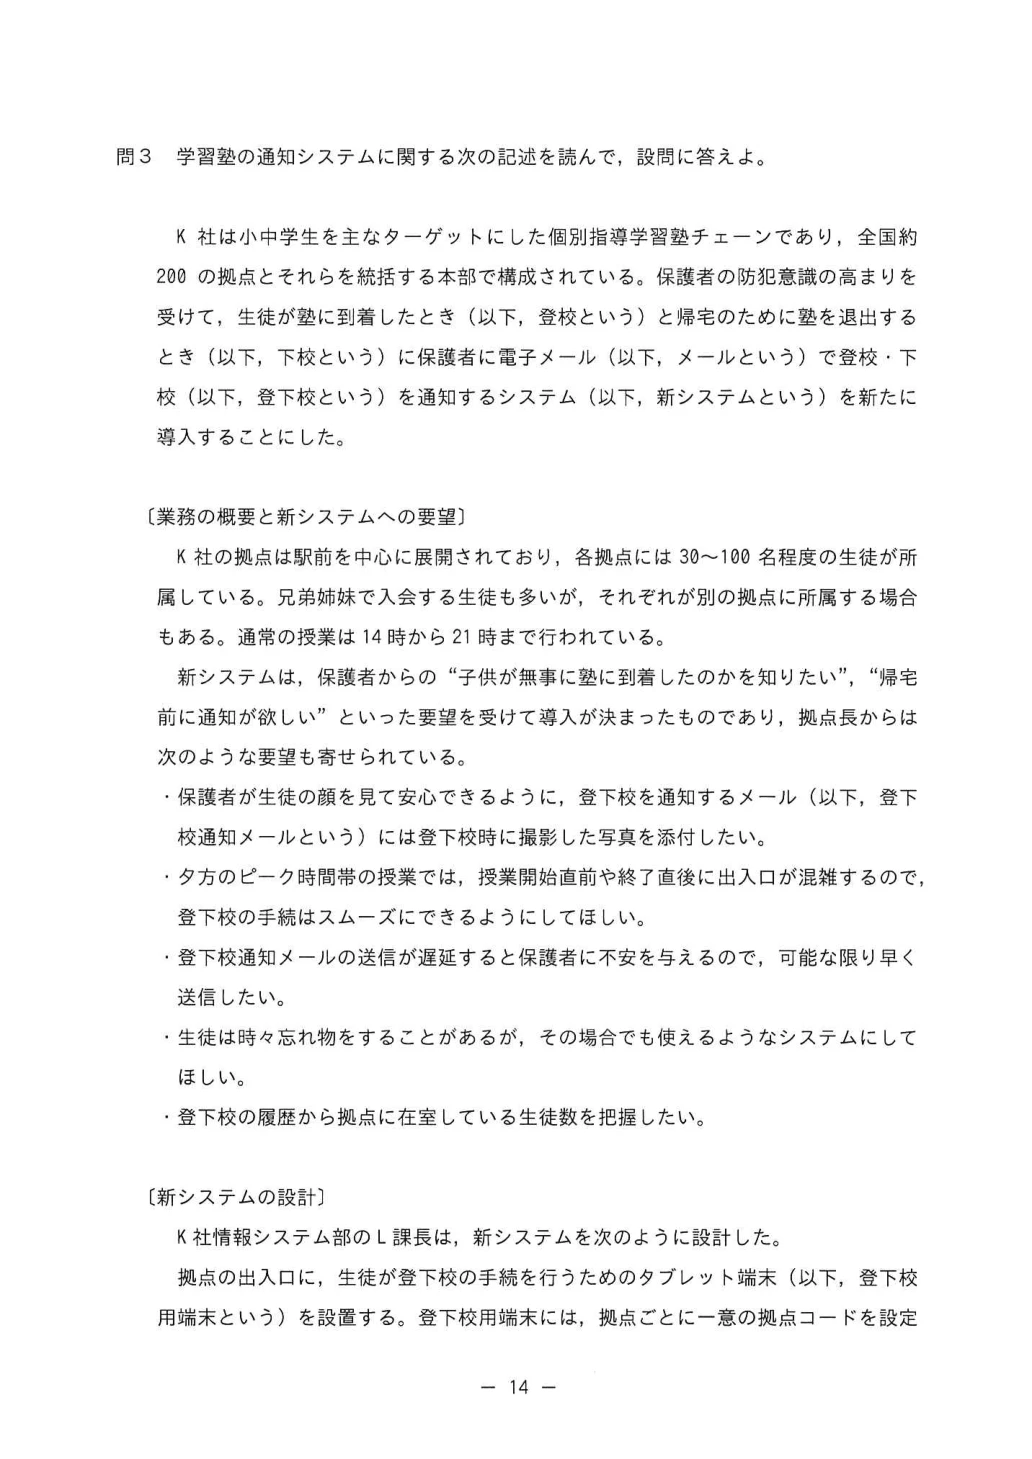 問3　学習塾の通知システムに関する次の記述を読んで，設問に答えよ。
K 社は小中学生を主なターゲットにした個別指導学習塾チェーンであり，全国約
200 の拠点とそれらを統括する本部で構成されている。保護者の防犯意識の高まりを
受けて，生徒が塾に到着したとき（以下，登校という）と帰宅のために塾を退出する
とき（以下，下校という）に保護者に電子メール（以下，メールという）で登校・下
校（以下，登下校という）を通知するシステム（以下，新システムという）を新たに
導入することにした。
〔業務の概要と新システムへの要望〕
K 社の拠点は駅前を中心に展開されており，各拠点には 30～100 名程度の生徒が所
属している。兄弟姉妹で入会する生徒も多いが，それぞれが別の拠点に所属する場合
もある。通常の授業は 14 時から 21 時まで行われている。
新システムは，保護者からの“子供が無事に塾に到着したのかを知りたい”，“帰宅
前に通知が欲しい”といった要望を受けて導入が決まったものであり，拠点長からは
次のような要望も寄せられている。
・保護者が生徒の顔を見て安心できるように，登下校を通知するメール（以下，登下
校通知メールという）には登下校時に撮影した写真を添付したい。
・夕方のピーク時間帯の授業では，授業開始直前や終了直後に出入口が混雑するので，
登下校の手続はスムーズにできるようにしてほしい。
・登下校通知メールの送信が遅延すると保護者に不安を与えるので，可能な限り早く
送信したい。
・生徒は時々忘れ物をすることがあるが，その場合でも使えるようなシステムにして
ほしい。
・登下校の履歴から拠点に在室している生徒数を把握したい。
〔新システムの設計〕
K 社情報システム部の L 課長は，新システムを次のように設計した。
拠点の出入口に，生徒が登下校の手続を行うためのタブレット端末（以下，登下校
用端末という）を設置する。登下校用端末には，拠点ごとに一意の拠点コードを設定
－ 14 －